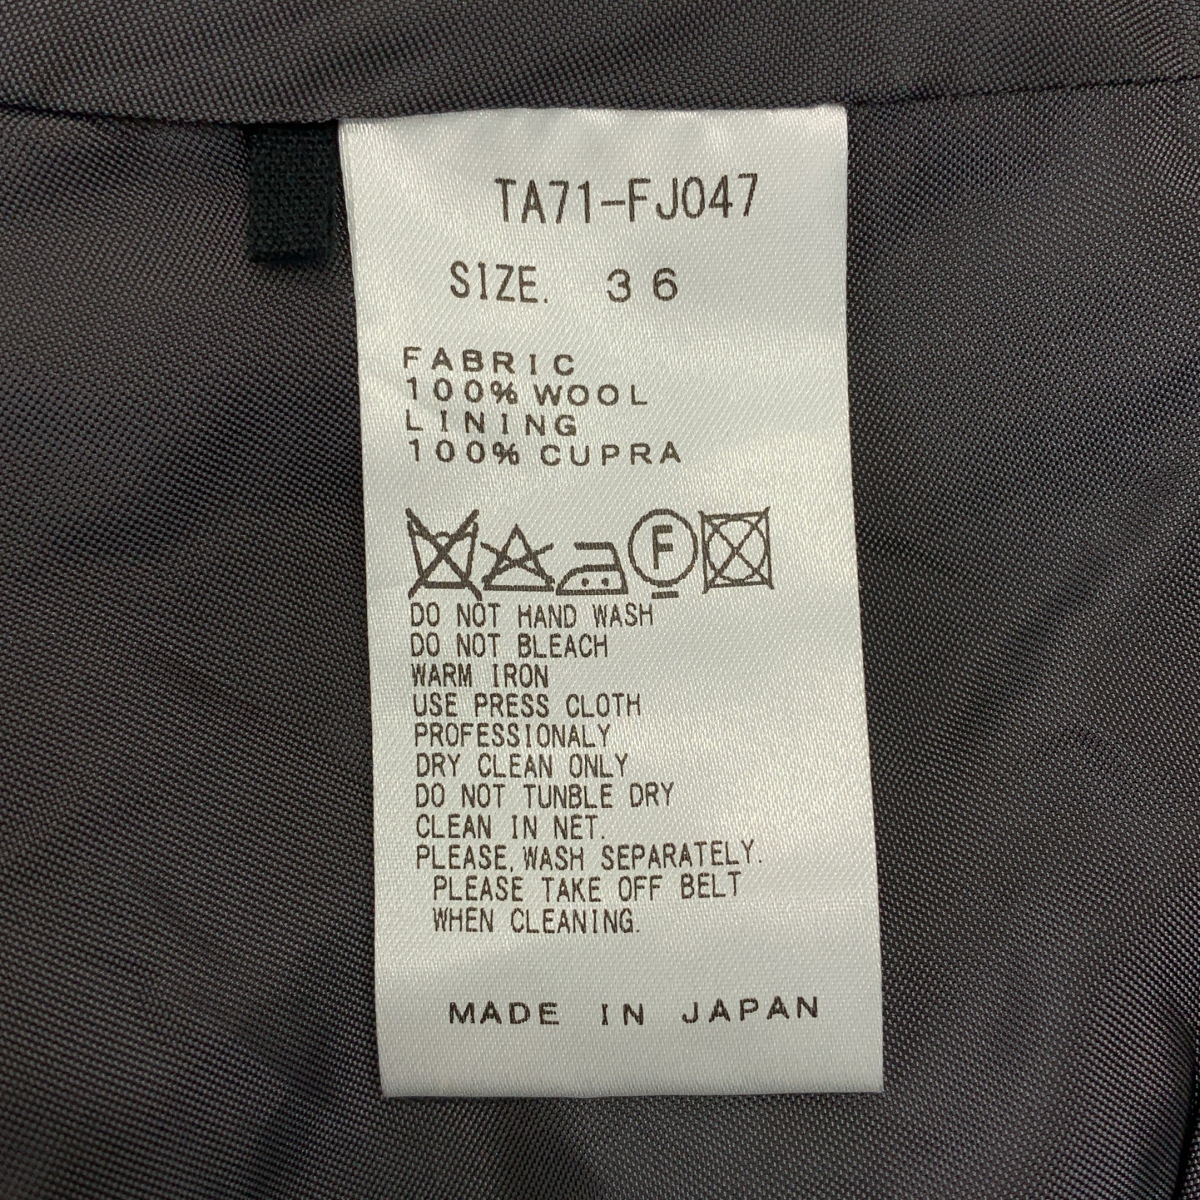 TA71-FJ047
SIZE. 36
FABRIC
100% WOOL
LINING
100% CUPRA
F
DO NOT HAND WASH
DO NOT BLEACH
WARM IRON
USE PRESS CLOTH
PROFESSIONALY
DRY CLEAN ONLY
DO NOT TUNBLE DRY
CLEAN IN NET.
PLEASE, WASH SEPARATELY.
PLEASE TAKE OFF BELT
WHEN CLEANING.
MADE IN JAPAN